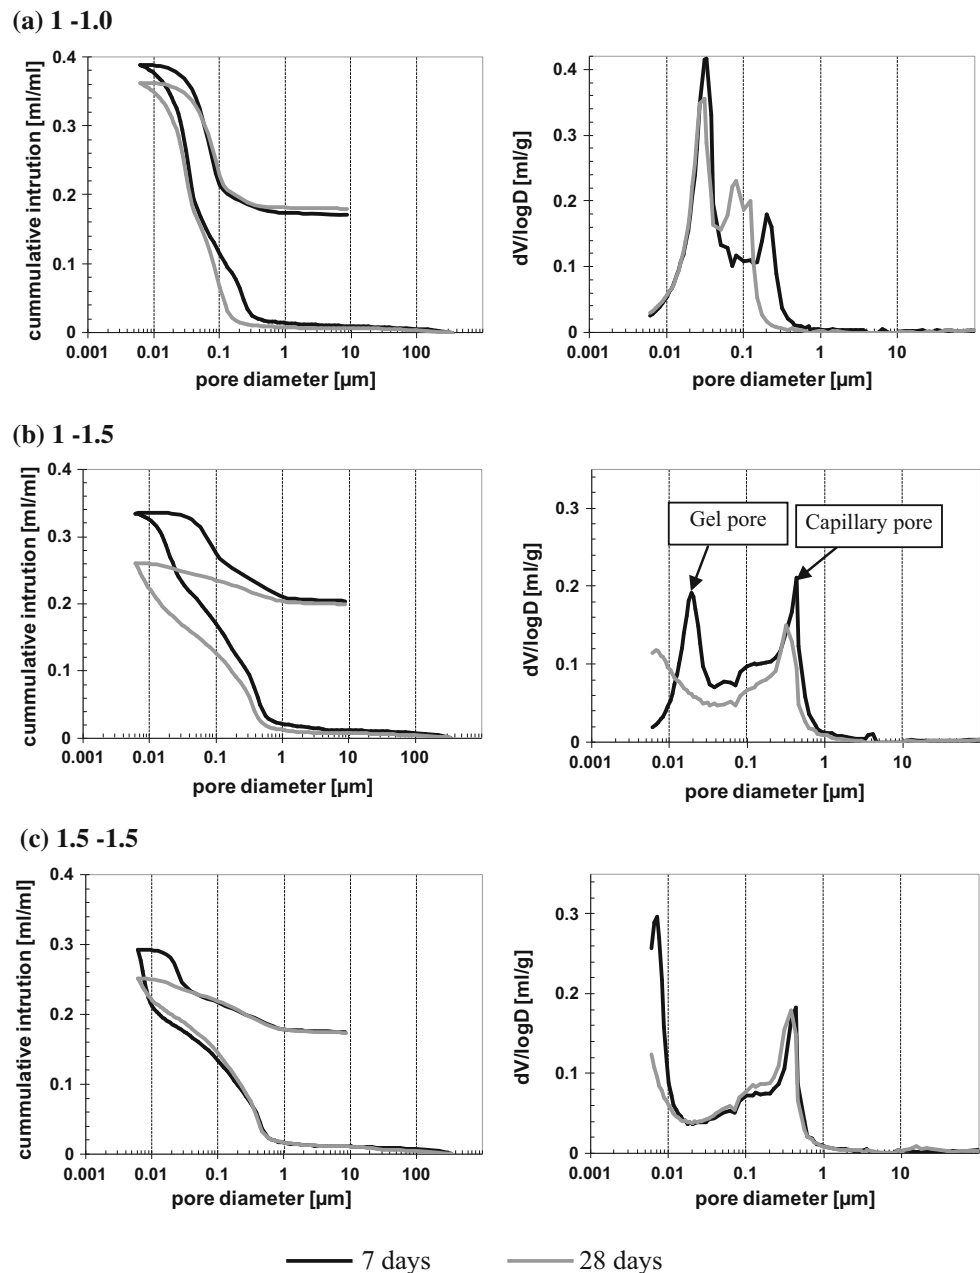 (a) 1 -1.0
cummulative intrution [ml/ml]
0.4
0.3
0.2
0.1
0
0.001 0.01 0.1 1 10 100
pore diameter [µm]
dV/logD [ml/g]
0.4
0.3
0.2
0.1
0
0.001 0.01 0.1 1 10
pore diameter [µm]
(b) 1 -1.5
cummulative intrution [ml/ml]
0.4
0.3
0.2
0.1
0
0.001 0.01 0.1 1 10 100
pore diameter [µm]
dV/logD [ml/g]
0.3
0.2
0.1
0
Gel pore
Capillary pore
0.001 0.01 0.1 1 10
pore diameter [µm]
(c) 1.5 -1.5
cummulative intrution [ml/ml]
0.4
0.3
0.2
0.1
0
0.001 0.01 0.1 1 10 100
pore diameter [µm]
dV/logD [ml/g]
0.3
0.2
0.1
0
0.001 0.01 0.1 1 10
pore diameter [µm]
7 days 28 days